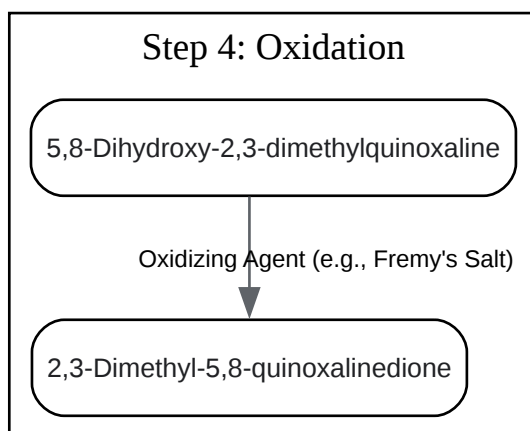 Step 4: Oxidation
5,8-Dihydroxy-2,3-dimethylquinoxaline
Oxidizing Agent (e.g., Fremy's Salt)
2,3-Dimethyl-5,8-quinoxalinedione